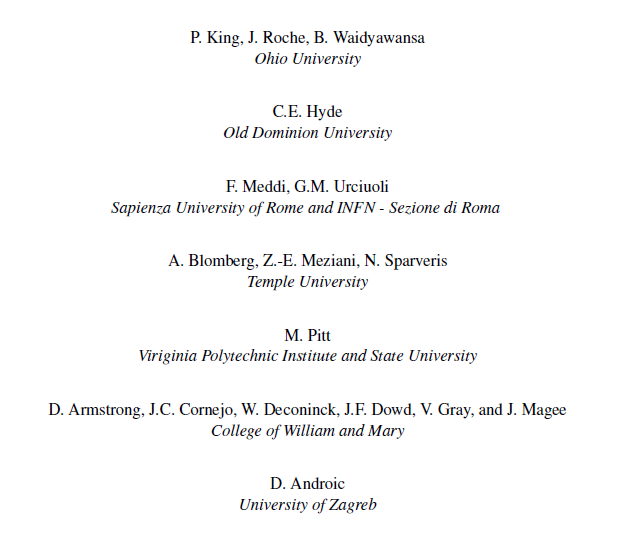 P. King, J. Roche, B. Waidyawansa
Ohio University
C.E. Hyde
Old Dominion University
F. Meddi, G.M. Urciuoli
Sapienza University of Rome and INFN - Sezione di Roma
A. Blomberg, Z.-E. Meziani, N. Sparveris
Temple University
M. Pitt
Viriginia Polytechnic Institute and State University
D. Armstrong, J.C. Cornejo, W. Deconinck, J.F. Dowd, V. Gray, and J. Magee
College of William and Mary
D. Androic
University of Zagreb